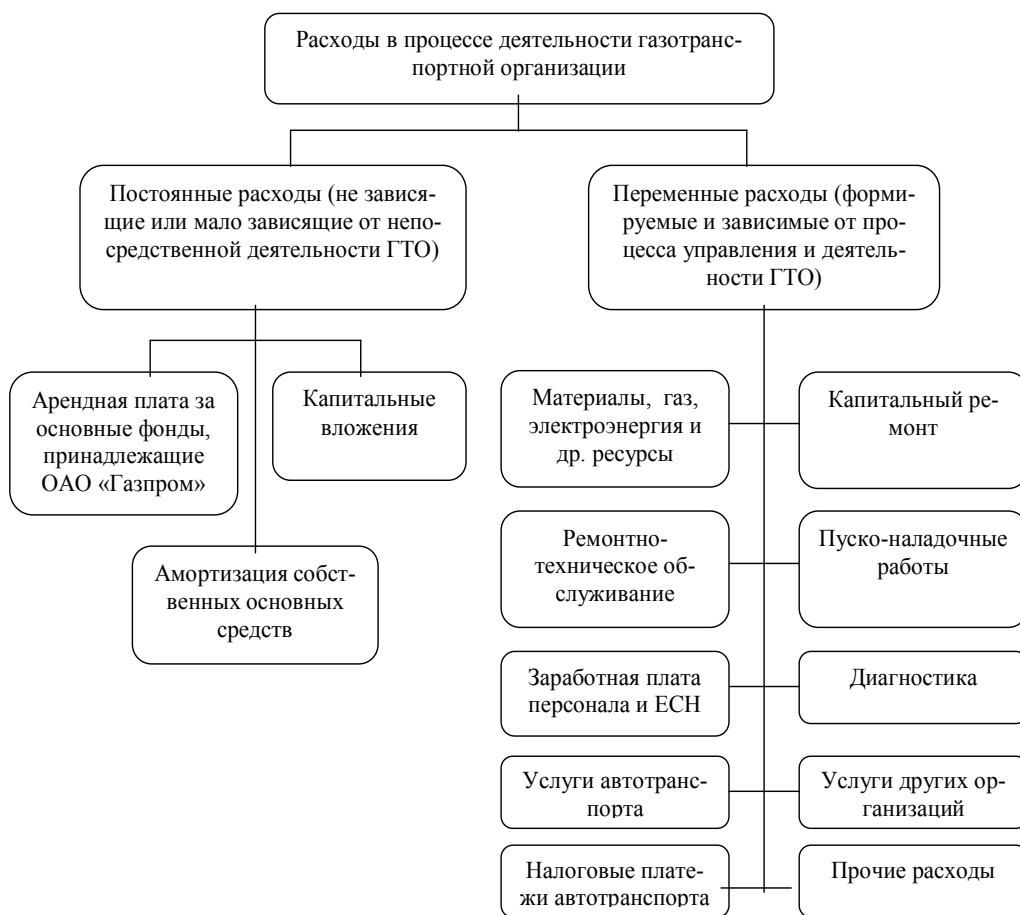 Расходы в процессе деятельности газотранс-
портной организации
Постоянные расходы (не завися-
щие или мало зависящие от непо-
средственной деятельности ГТО)
Переменные расходы (форми-
руемые и зависимые от про-
цесса управления и деятель-
ности ГТО)
Арендная плата за
основные фонды,
принадлежащие
ОАО «Газпром»
Капитальные
вложения
Амортизация собст-
венных основных
средств
Материалы, газ,
электроэнергия и
др. ресурсы
Капитальный ре-
монт
Ремонтно-
техническое об-
служивание
Пуско-наладочные
работы
Заработная плата
персонала и ЕСН
Диагностика
Услуги автотранс-
порта
Услуги других ор-
ганизаций
Налоговые плате-
жи автотранспорта
Прочие расходы